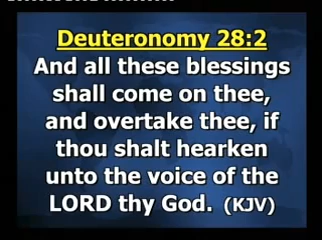 Deuteronomy 28:2
And all these blessings
shall come on thee,
and overtake thee, if
thou shalt hearken
unto the voice of the
LORD thy God. (KJV)